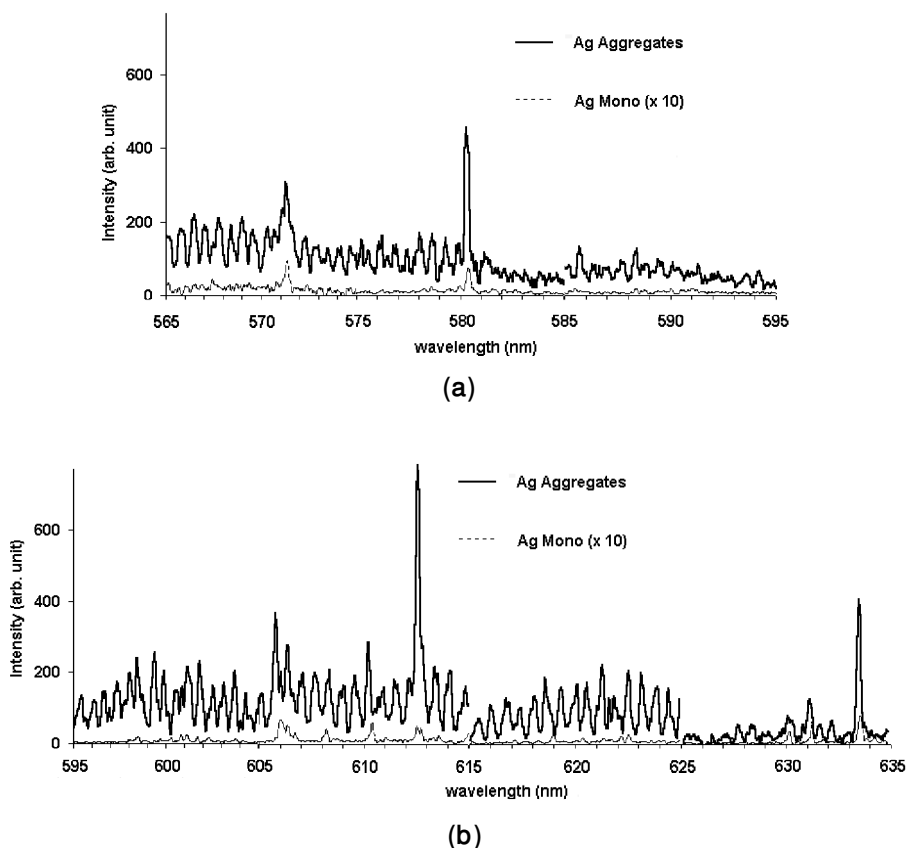 Ag Aggregates
Ag Mono (x 10)
Intensity (arb. unit)
600
400
200
0
565 570 575 580 585 590 595
wavelength (nm)
(a)
Ag Aggregates
Ag Mono (x 10)
Intensity (arb. unit)
600
400
200
0
595 600 605 610 615 620 625 630 635
wavelength (nm)
(b)